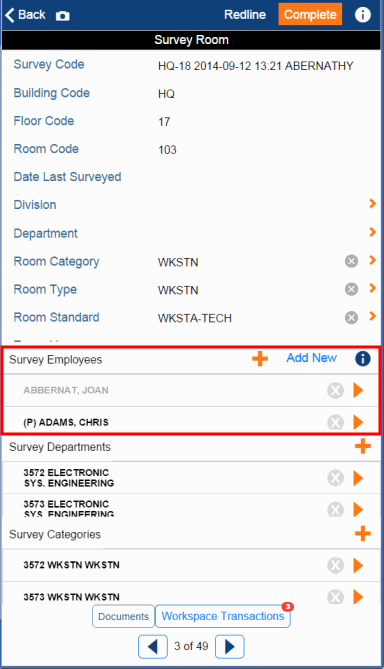 Back Redline Complete i
Survey Room
Survey Code HQ-18 2014-09-12 13:21 ABERNATHY
Building Code HQ
Floor Code 17
Room Code 103
Date Last Surveyed
Division
Department
Room Category WKSTN
Room Type WKSTN
Room Standard WKSTA-TECH
Survey Employees Add New i
ABBERNAT, JOAN
(P) ADAMS, CHRIS
Survey Departments
3572 ELECTRONIC
SYS. ENGINEERING
3573 ELECTRONIC
SYS. ENGINEERING
Survey Categories
3572 WKSTN WKSTN
3573 WKSTN WKSTN
Documents Workspace Transactions 3
3 of 49